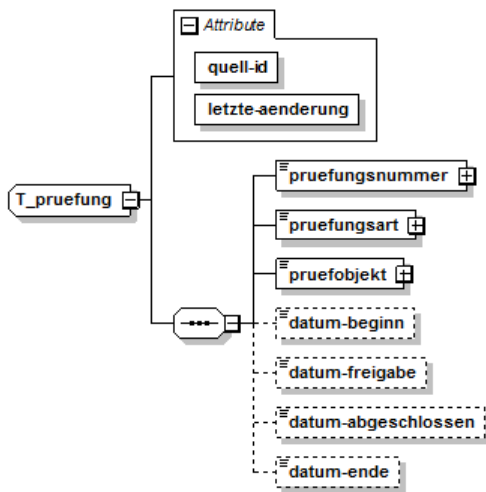 Attribute
quell-id
letzte-aenderung
T_pruefung
pruefungsnummer
pruefungsart
pruefobjekt
datum-beginn
datum-freigabe
datum-abgeschlossen
datum-ende